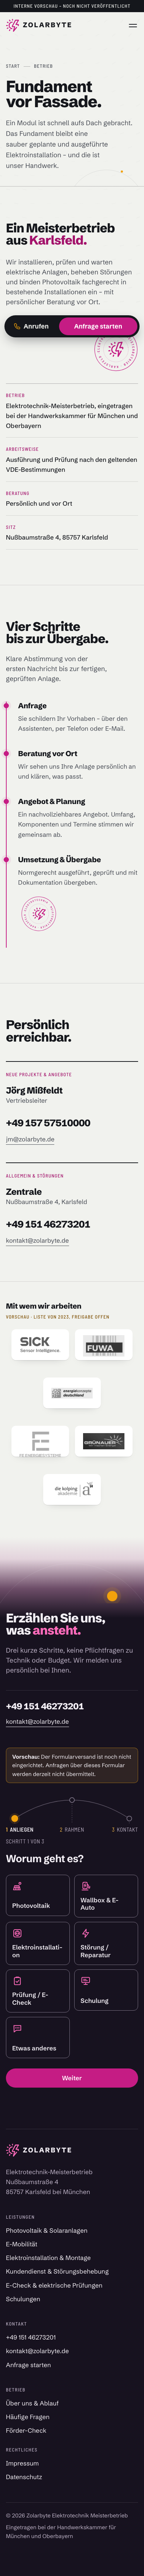 INTERNE VORSCHAU – NOCH NICHT VERÖFFENTLICHT
ZOLARBYTE
START — BETRIEB
Fundament
vor Fassade.
Ein Modul ist schnell aufs Dach gebracht.
Das Fundament bleibt eine
sauber geplante und ausgeführte
Elektroinstallation – und die ist
unser Handwerk.
Ein Meisterbetrieb
aus Karlsfeld.
Wir installieren, prüfen und warten
elektrische Anlagen, beheben Störungen
und binden Photovoltaik fachgerecht in
bestehende Installationen ein – mit
persönlicher Beratung vor Ort.
Anrufen
Anfrage starten
BETRIEB
Elektrotechnik-Meisterbetrieb, eingetragen
bei der Handwerkskammer für München und
Oberbayern
ARBEITSWEISE
Ausführung und Prüfung nach den geltenden
VDE-Bestimmungen
BERATUNG
Persönlich und vor Ort
SITZ
Nußbaumstraße 4, 85757 Karlsfeld
Vier Schritte
bis zur Übergabe.
Klare Abstimmung von der
ersten Nachricht bis zur fertigen,
geprüften Anlage.
Anfrage
Sie schildern Ihr Vorhaben – über den
Assistenten, per Telefon oder E-Mail.
Beratung vor Ort
Wir sehen uns Ihre Anlage persönlich an
und klären, was passt.
Angebot & Planung
Ein nachvollziehbares Angebot. Umfang,
Komponenten und Termine stimmen wir
gemeinsam ab.
Umsetzung & Übergabe
Normgerecht ausgeführt, geprüft und mit
Dokumentation übergeben.
Persönlich
erreichbar.
NEUE PROJEKTE & ANGEBOTE
Jörg Mißfeldt
Vertriebsleiter
+49 157 57510000
jm@zolarbyte.de
ALLGEMEIN & STÖRUNGEN
Zentrale
Nußbaumstraße 4, Karlsfeld
+49 151 46273201
kontakt@zolarbyte.de
Mit wem wir arbeiten
VORSCHAU · LISTE VON 2023, FREIGABE OFFEN
SICK
Sensor Intelligence.
FUWA
energiekonzepte
deutschland
GRÜNAUER
de kolping
akademie
Erzählen Sie uns,
was ansteht.
Drei kurze Schritte, keine Pflichtfragen zu
Technik oder Budget. Wir melden uns
persönlich bei Ihnen.
+49 151 46273201
kontakt@zolarbyte.de
Vorschau: Der Formularversand ist noch nicht
eingerichtet. Anfragen über dieses Formular
werden derzeit nicht übermittelt.
1 ANLIEGEN
2 RAHMEN
3 KONTAKT
SCHRITT 1 VON 3
Worum geht es?
Photovoltaik
Wallbox & E-
Auto
Elektroinstallati-
on
Störung /
Reparatur
Prüfung / E-
Check
Schulung
Etwas anderes
Weiter
ZOLARBYTE
Elektrotechnik-Meisterbetrieb
Nußbaumstraße 4
85757 Karlsfeld bei München
LEISTUNGEN
Photovoltaik & Solaranlagen
E-Mobilität
Elektroinstallation & Montage
Kundendienst & Störungsbehebung
E-Check & elektrische Prüfungen
Schulungen
KONTAKT
+49 151 46273201
kontakt@zolarbyte.de
Anfrage starten
BETRIEB
Über uns & Ablauf
Häufige Fragen
Förder-Check
RECHTLICHES
Impressum
Datenschutz
© 2026 Zolarbyte Elektrotechnik Meisterbetrieb
Eingetragen bei der Handwerkskammer für
München und Oberbayern